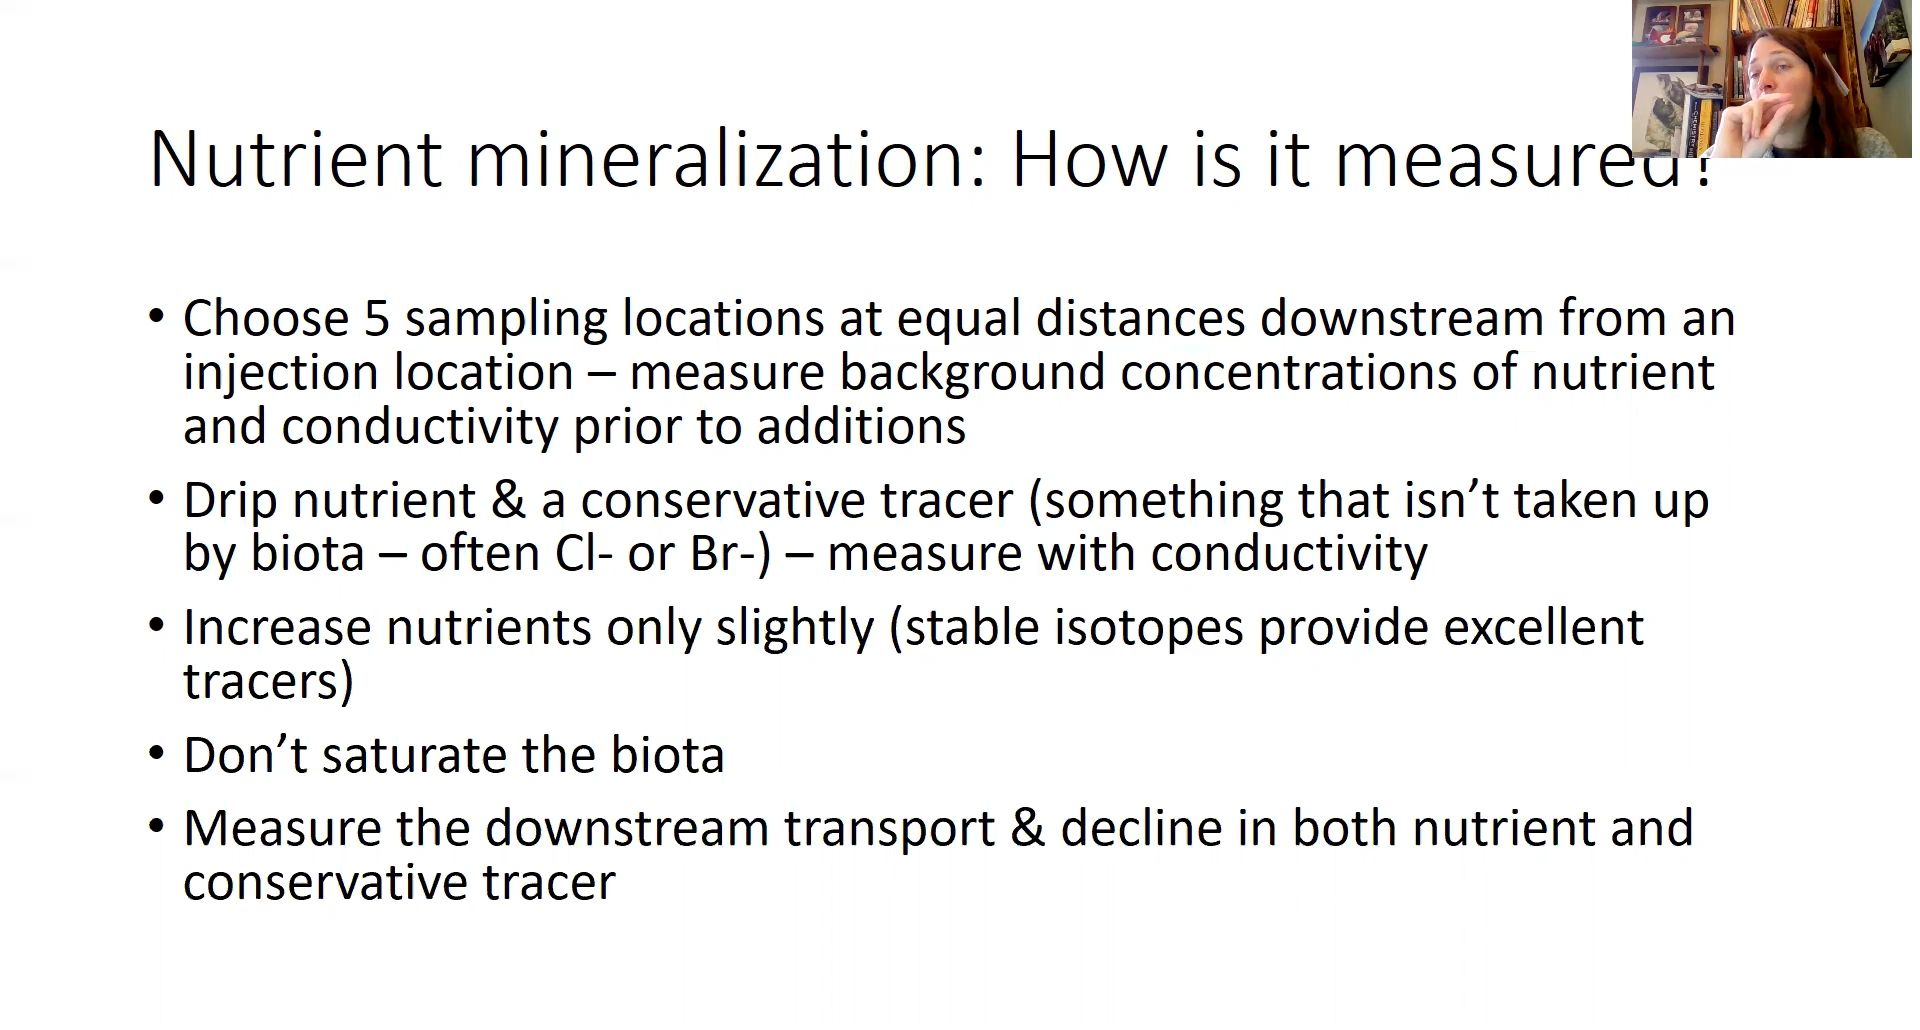 Nutrient mineralization: How is it measured?
• Choose 5 sampling locations at equal distances downstream from an
injection location – measure background concentrations of nutrient
and conductivity prior to additions
• Drip nutrient & a conservative tracer (something that isn’t taken up
by biota – often Cl- or Br-) – measure with conductivity
• Increase nutrients only slightly (stable isotopes provide excellent
tracers)
• Don’t saturate the biota
• Measure the downstream transport & decline in both nutrient and
conservative tracer